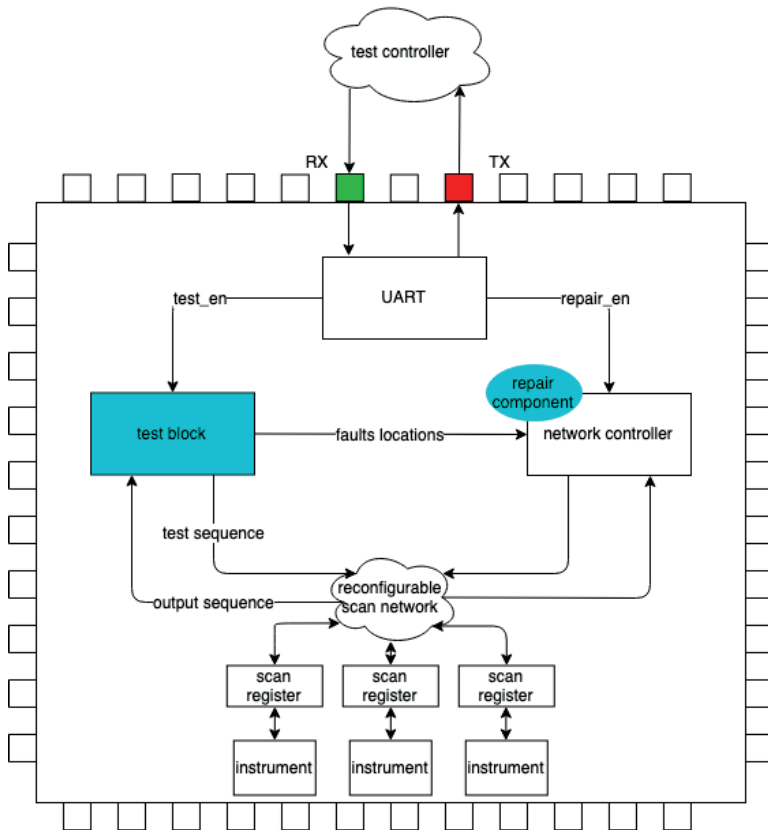 test controller
RX
TX
UART
test_en
repair_en
repair
component
test block
faults locations
network controller
test sequence
reconfigurable
scan network
output sequence
scan
register
scan
register
scan
register
instrument
instrument
instrument